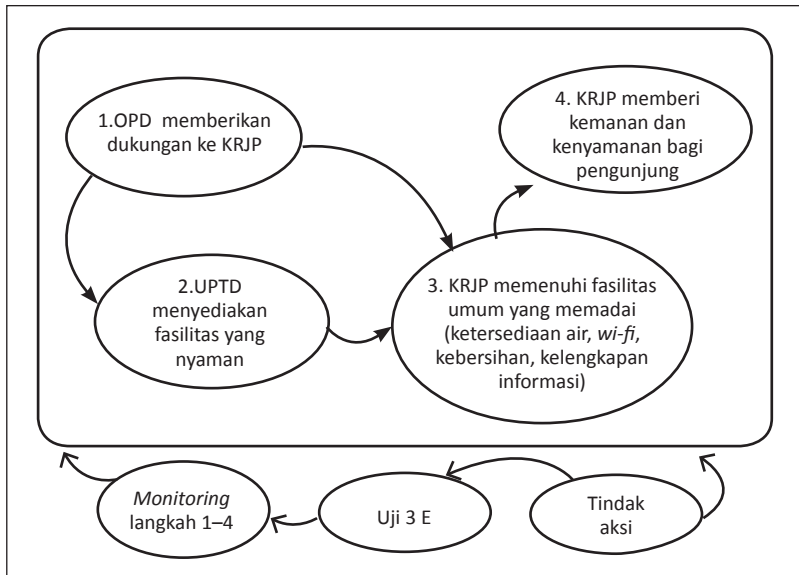 1.OPD  memberikan
dukungan ke KRJP
4. KRJP memberi
kemanan dan
kenyamanan bagi
pengunjung
2.UPTD
menyediakan
fasilitas yang
nyaman
3. KRJP memenuhi fasilitas
umum yang memadai
(ketersediaan air, wi-fi,
kebersihan, kelengkapan
informasi)
Monitoring
langkah 1–4
Uji 3 E
Tindak
aksi